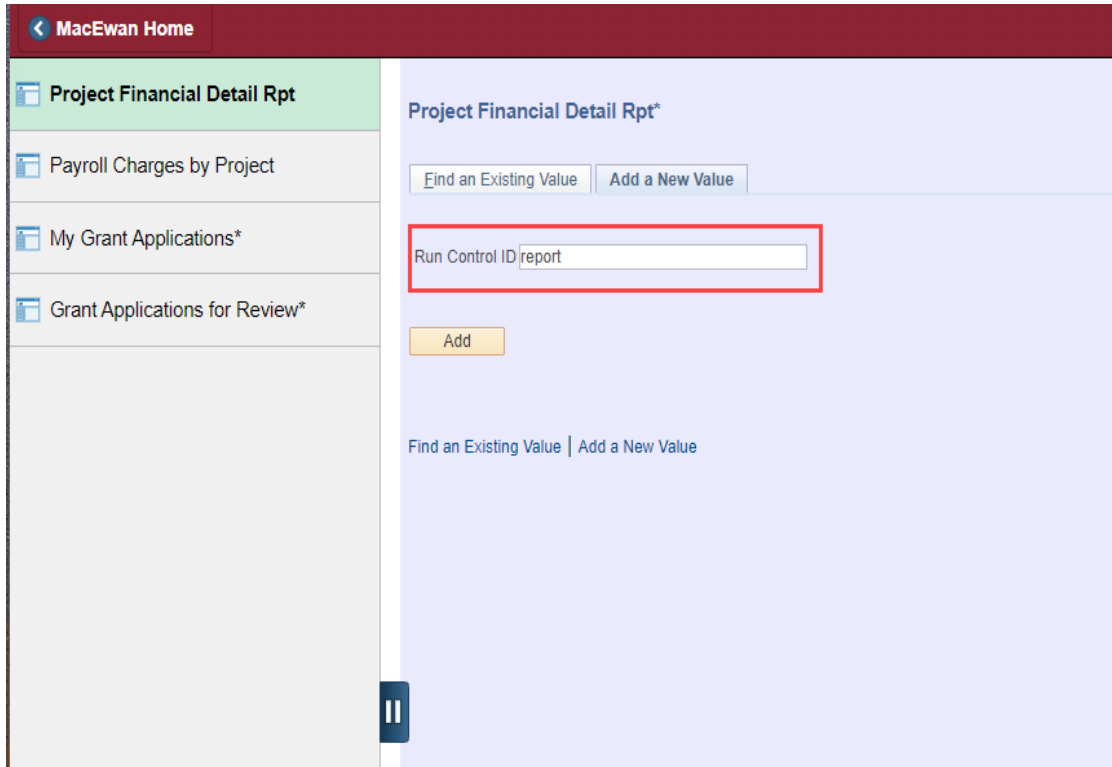 MacEwan Home
Project Financial Detail Rpt
Payroll Charges by Project
My Grant Applications*
Grant Applications for Review*
Project Financial Detail Rpt*
Find an Existing Value
Add a New Value
Run Control ID report
Add
Find an Existing Value | Add a New Value